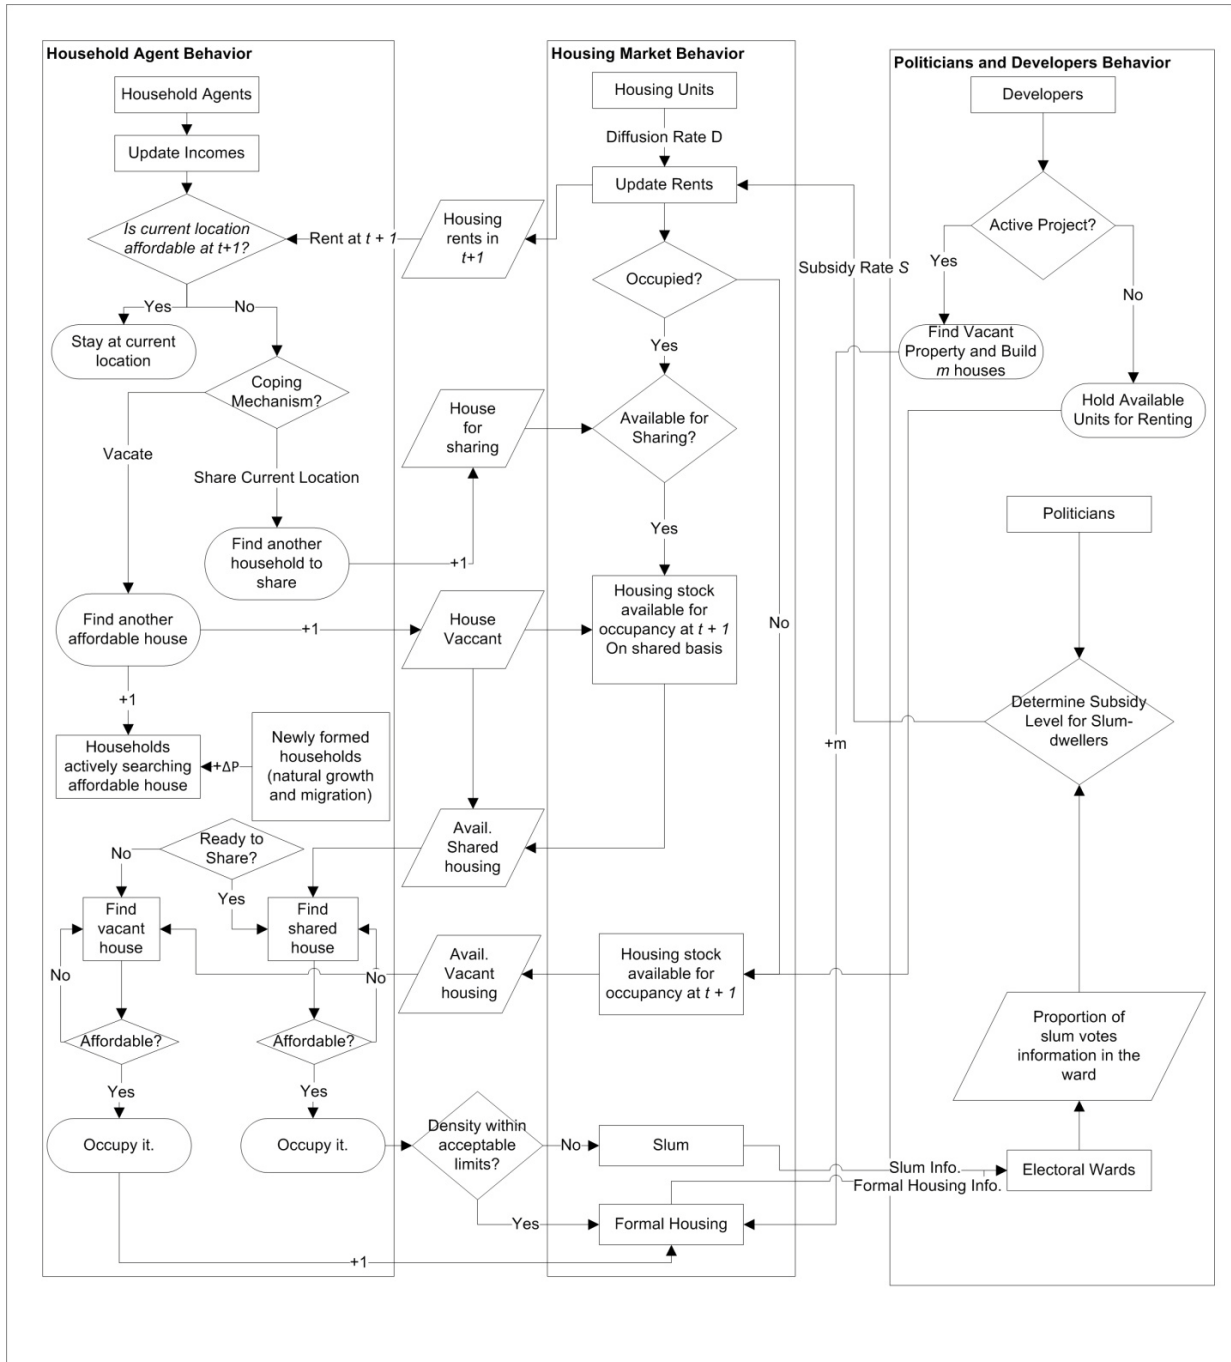 Household Agent Behavior
Household Agents
Update Incomes
Is current location
affordable at t+1?
Yes
No
Stay at current
location
Coping
Mechanism?
Vacate
Share Current Location
Find another
household to
share
+1
Find another
affordable house
+1
+1
Households
actively searching
affordable house
+ΔP
Newly formed
households
(natural growth
and migration)
Ready to
Share?
No
Yes
Find
vacant
house
Find
shared
house
No
No
Affordable?
Affordable?
Yes
Yes
Occupy it.
Occupy it.
+1
Rent at t + 1
Housing
rents in
t+1
House
for
sharing
House
Vaccant
Avail.
Shared
housing
Avail.
Vacant
housing
Density within
acceptable
limits?
No
Yes
Housing Market Behavior
Housing Units
Diffusion Rate D
Update Rents
Occupied?
Yes
No
Available for
Sharing?
Yes
Housing stock
available for
occupancy at t + 1
On shared basis
Housing stock
available for
occupancy at t + 1
Slum
Formal Housing
Subsidy Rate S
+m
Slum Info.
Formal Housing Info.
Politicians and Developers Behavior
Developers
Active Project?
Yes
No
Find Vacant
Property and Build
m houses
Hold Available
Units for Renting
Politicians
Determine Subsidy
Level for Slum-
dwellers
Proportion of
slum votes
information in the
ward
Electoral Wards